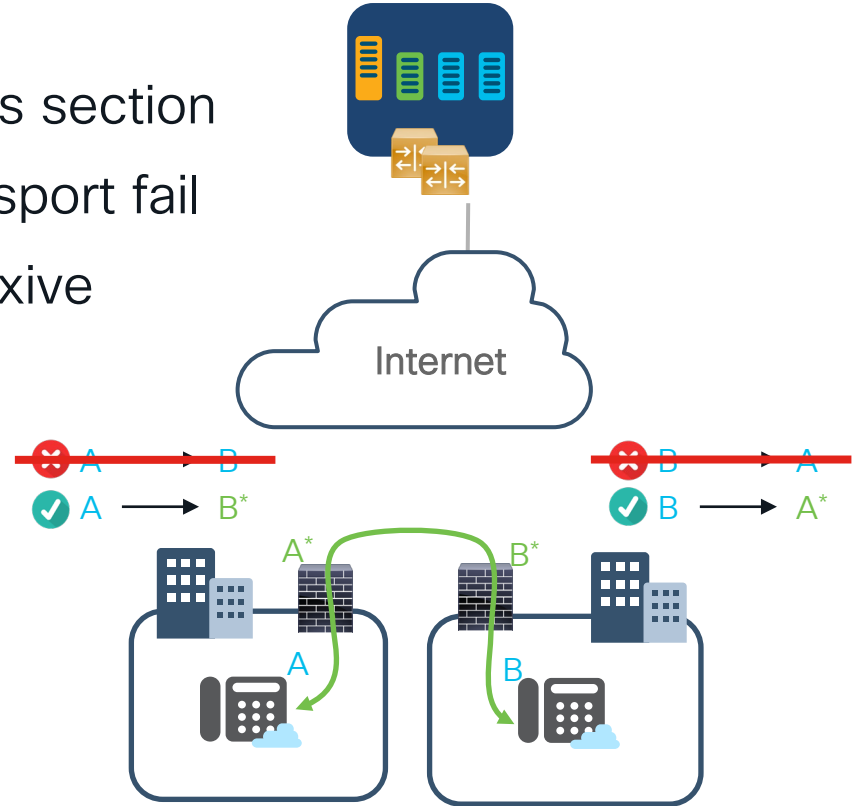 s section
sport fail
xive
Internet
A → B
B → A
A → B*
B → A*
A*
B*
A
B